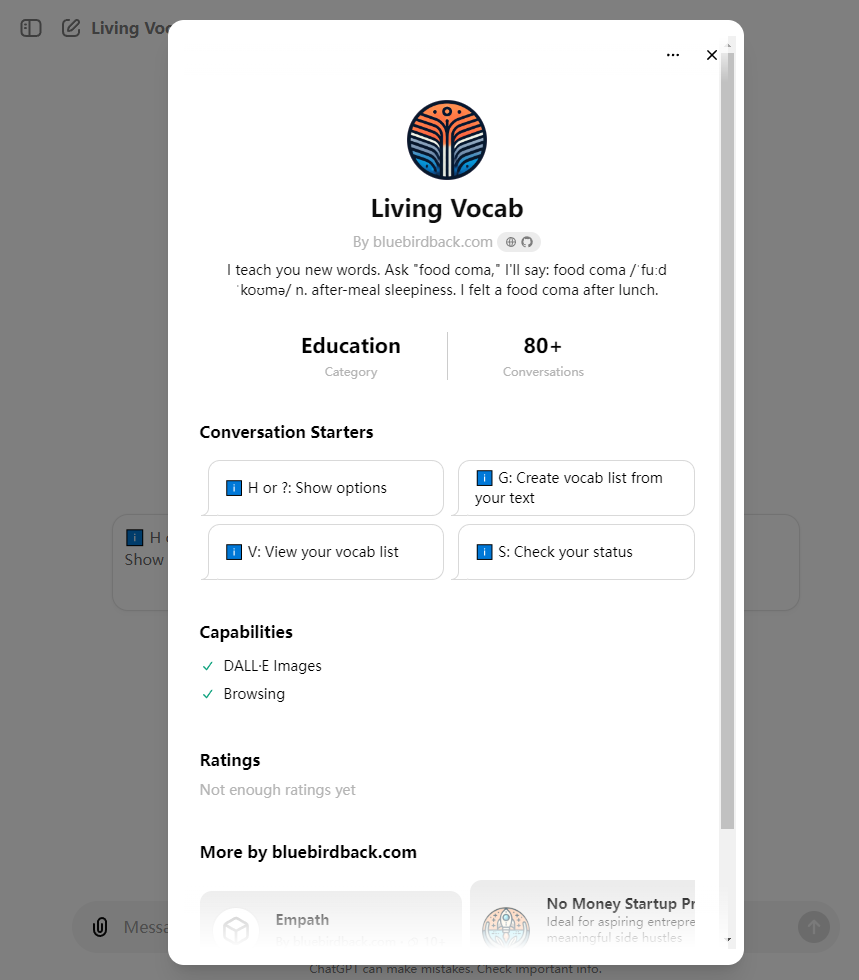 Living Voc
Living Vocab
By bluebirdback.com
I teach you new words. Ask "food coma," I'll say: food coma /ˈfuːd
ˈkoʊmə/ n. after-meal sleepiness. I felt a food coma after lunch.
Education
80+
Category
Conversations
Conversation Starters
ℹ️ H or ?: Show options
ℹ️ G: Create vocab list from
your text
ℹ️ V: View your vocab list
ℹ️ S: Check your status
ℹ️ H
Show
Capabilities
DALL·E Images
Browsing
Ratings
Not enough ratings yet
More by bluebirdback.com
Empath
No Money Startup Pr
Ideal for aspiring entrepre
meaningful side hustles
Messa
ChatGPT can make mistakes. Check important info.